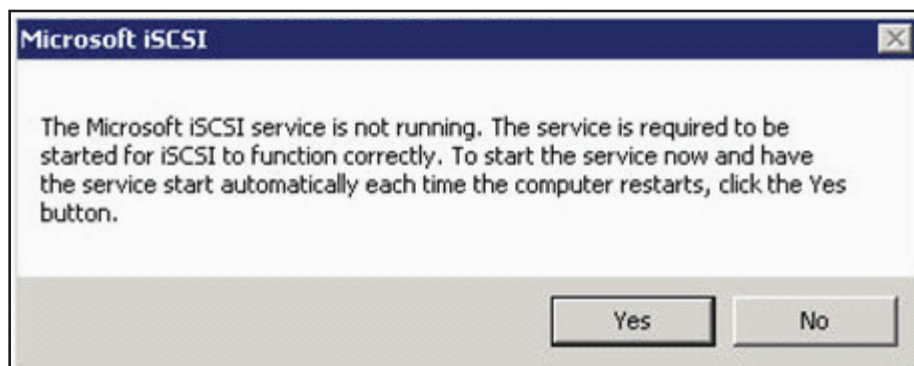 Microsoft iSCSI
The Microsoft iSCSI service is not running. The service is required to be
started for iSCSI to function correctly. To start the service now and have
the service start automatically each time the computer restarts, click the Yes
button.
Yes
No